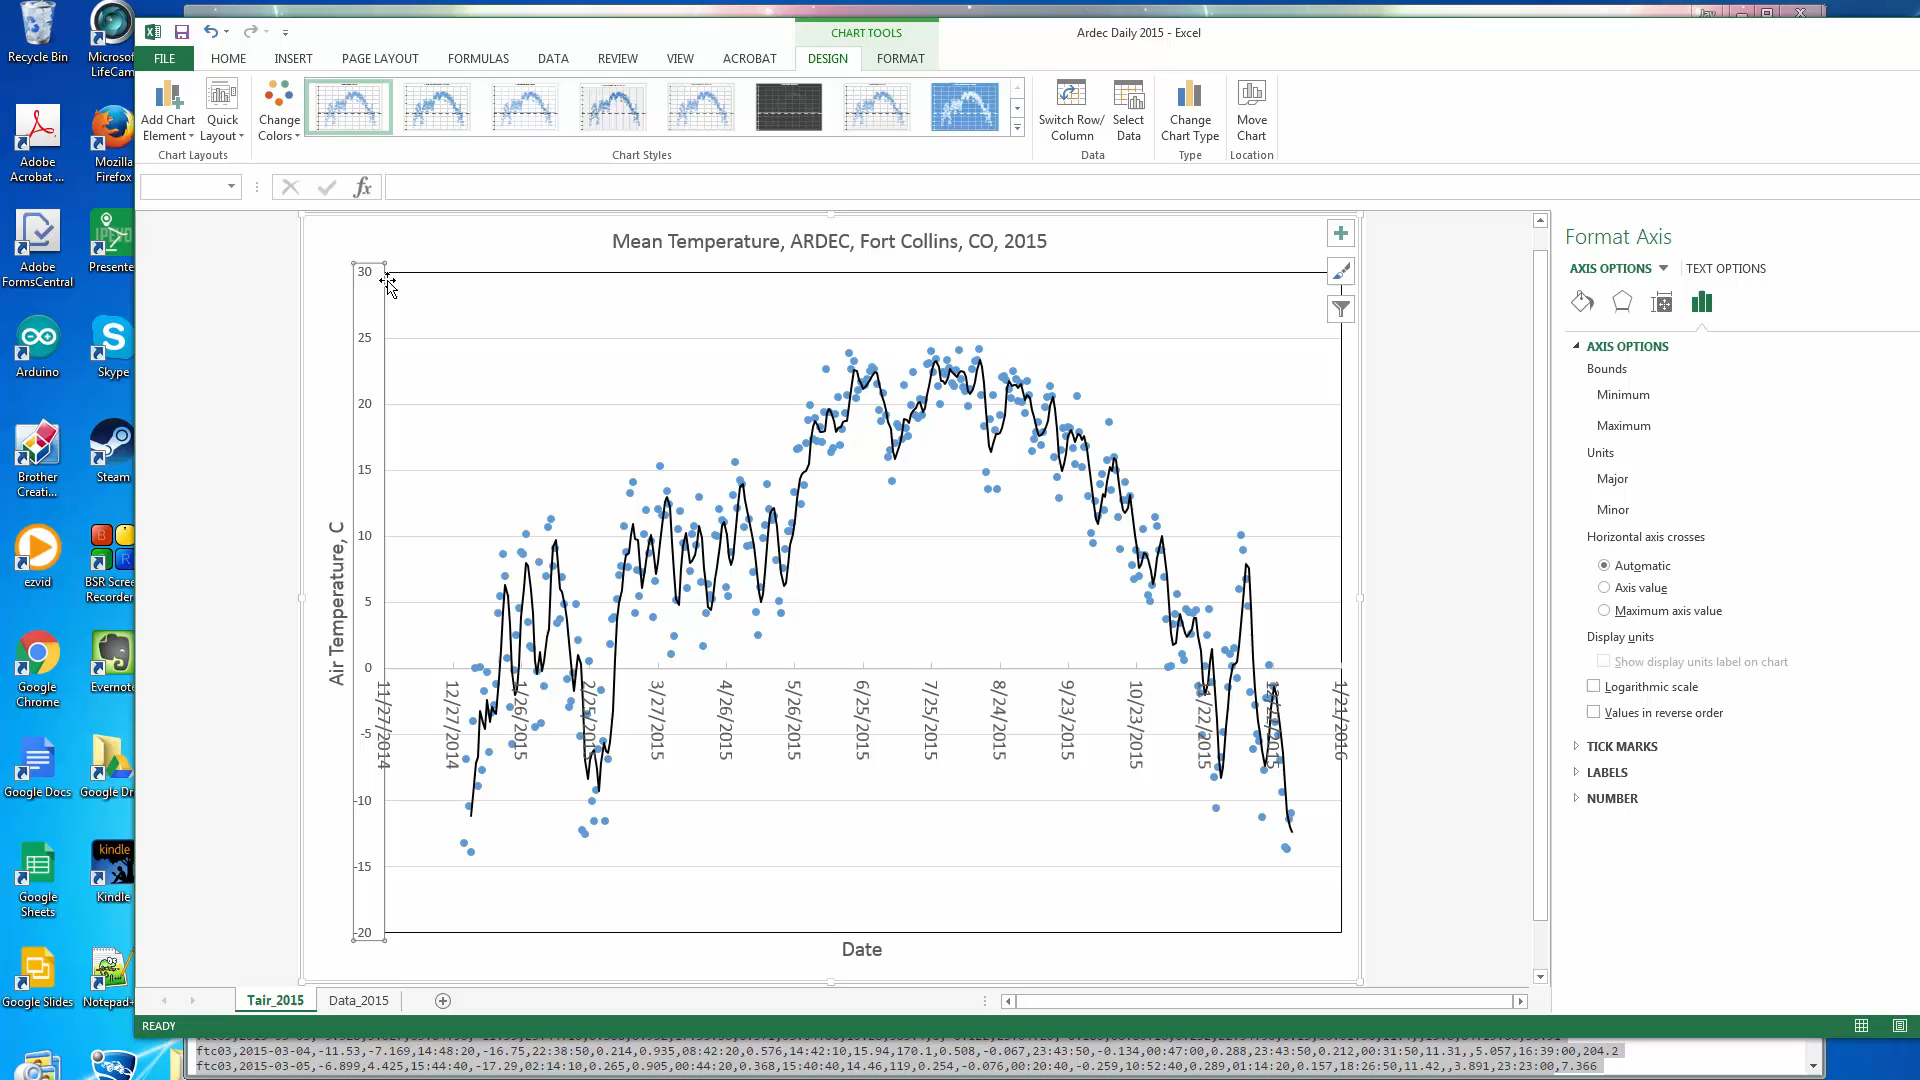 Ardec Daily 2015 - Excel
CHART TOOLS
FILE
HOME
INSERT
PAGE LAYOUT
FORMULAS
DATA
REVIEW
VIEW
ACROBAT
DESIGN
FORMAT
Add Chart
Element
Quick
Layout
Chart Layouts
Change
Colors
Chart Styles
Switch Row/
Column
Select
Data
Data
Change
Chart Type
Type
Move
Chart
Location
fx
Recycle Bin
Adobe
Acrobat ...
Mozilla
Firefox
Adobe
FormsCentral
Presente
Arduino
Skype
Brother
Creati...
Steam
ezvid
BSR Scree
Recorder
Google
Chrome
Evernot
Google Docs
Google Dr
Google
Sheets
kindle
Kindle
Google Slides
Notepad+
Microsof
LifeCam
Mean Temperature, ARDEC, Fort Collins, CO, 2015
Air Temperature, C
30
25
20
15
10
5
0
-5
-10
-15
-20
11/27/2014
12/27/2014
1/26/2015
2/25/2015
3/27/2015
4/26/2015
5/26/2015
6/25/2015
7/25/2015
8/24/2015
9/23/2015
10/23/2015
11/22/2015
12/22/2015
1/21/2016
Date
Format Axis
AXIS OPTIONS
TEXT OPTIONS
AXIS OPTIONS
Bounds
Minimum
Maximum
Units
Major
Minor
Horizontal axis crosses
Automatic
Axis value
Maximum axis value
Display units
Show display units label on chart
Logarithmic scale
Values in reverse order
TICK MARKS
LABELS
NUMBER
Tair_2015
Data_2015
READY
ftc03,2015-03-04,-11.53,-7.169,14:48:20,-16.75,22:38:50,0.214,0.935,08:42:20,0.576,14:42:10,15.94,170.1,0.508,-0.067,23:43:50,-0.134,00:47:00,0.288,23:43:50,0.212,00:31:50,11.31,,5.057,16:39:00,204.2
ftc03,2015-03-05,-6.899,4.425,15:44:40,-17.29,02:14:10,0.265,0.905,00:44:20,0.368,15:40:40,14.46,119,0.254,-0.076,00:20:40,-0.259,10:52:40,0.289,01:14:20,0.157,18:26:50,11.42,,3.891,23:23:00,7.366